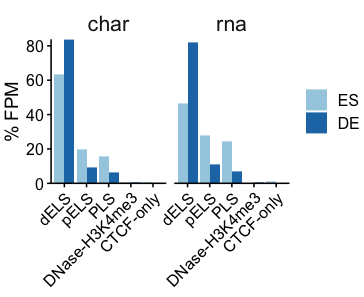 char rna
% FPM
80
60
40
20
0
ES
DE
dELS
pELS
PLS
DNase-H3K4me3
CTCF-only
dELS
pELS
PLS
DNase-H3K4me3
CTCF-only